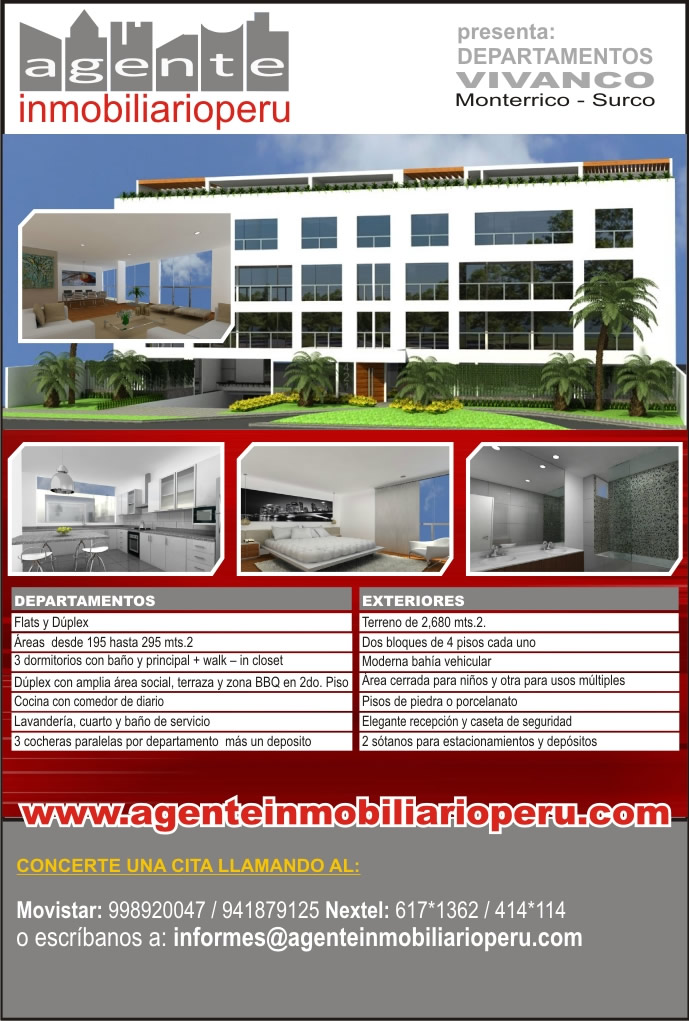 agente
inmobiliarioperu
presenta:
DEPARTAMENTOS
VIVANCO
Monterrico - Surco
DEPARTAMENTOS
Flats y Dúplex
Áreas desde 195 hasta 295 mts.2
3 dormitorios con baño y principal + walk – in closet
Dúplex con amplia área social, terraza y zona BBQ en 2do. Piso
Cocina con comedor de diario
Lavandería, cuarto y baño de servicio
3 cocheras paralelas por departamento más un deposito
EXTERIORES
Terreno de 2,680 mts.2.
Dos bloques de 4 pisos cada uno
Moderna bahía vehicular
Área cerrada para niños y otra para usos múltiples
Pisos de piedra o porcelanato
Elegante recepción y caseta de seguridad
2 sótanos para estacionamientos y depósitos
www.agenteinmobiliarioperu.com
CONCERTE UNA CITA LLAMANDO AL:
Movistar: 998920047 / 941879125 Nextel: 617*1362 / 414*114
o escríbanos a: informes@agenteinmobiliarioperu.com